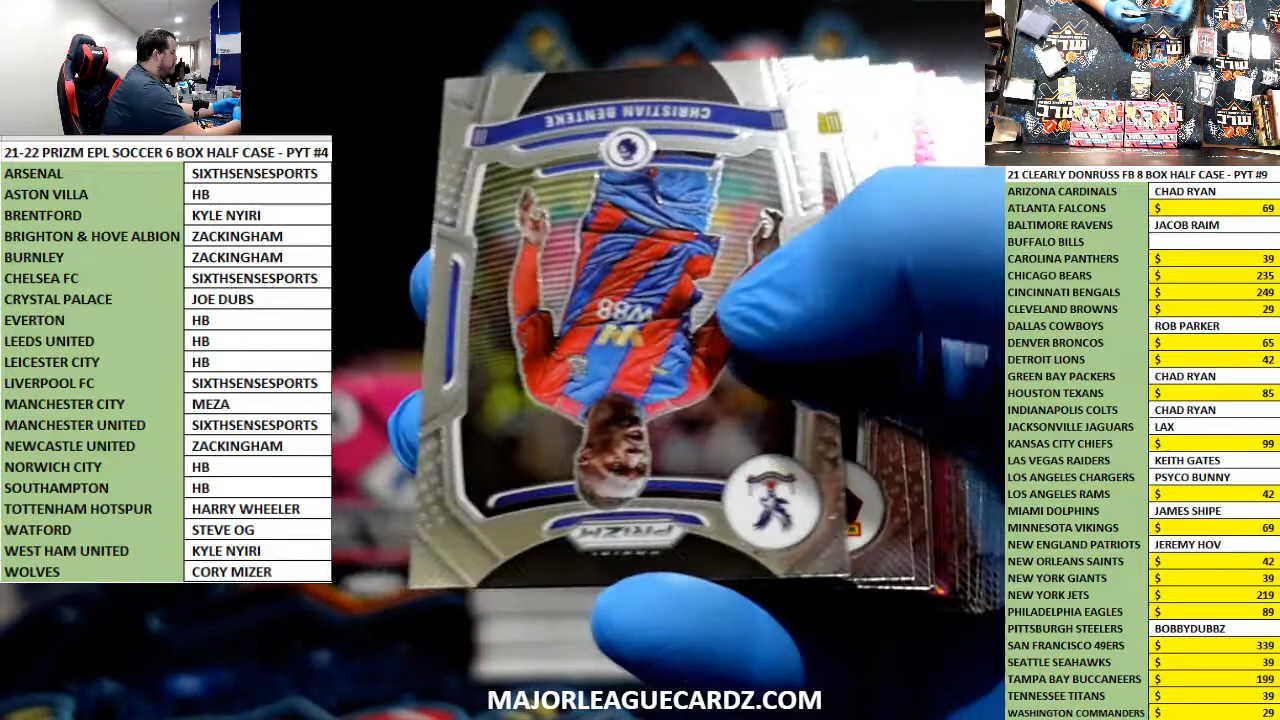 21-22 PRIZM EPL SOCCER 6 BOX HALF CASE - PYT #4
ARSENAL SIXTHSENSESPORTS
ASTON VILLA HB
BRENTFORD KYLE NYIRI
BRIGHTON & HOVE ALBION ZACKINGHAM
BURNLEY ZACKINGHAM
CHELSEA FC SIXTHSENSESPORTS
CRYSTAL PALACE JOE DUBS
EVERTON HB
LEEDS UNITED HB
LEICESTER CITY HB
LIVERPOOL FC SIXTHSENSESPORTS
MANCHESTER CITY MEZA
MANCHESTER UNITED SIXTHSENSESPORTS
NEWCASTLE UNITED ZACKINGHAM
NORWICH CITY HB
SOUTHAMPTON HB
TOTTENHAM HOTSPUR HARRY WHEELER
WATFORD STEVE OG
WEST HAM UNITED KYLE NYIRI
WOLVES CORY MIZER
CHRISTIAN BENTEKE
W88
PRIZM
MAJORLEAGUECARDZ.COM
21 CLEARLY DONRUSS FB 8 BOX HALF CASE - PYT #9
ARIZONA CARDINALS CHAD RYAN
ATLANTA FALCONS $ 69
BALTIMORE RAVENS JACOB RAIM
BUFFALO BILLS
CAROLINA PANTHERS $ 39
CHICAGO BEARS $ 235
CINCINNATI BENGALS $ 249
CLEVELAND BROWNS $ 29
DALLAS COWBOYS ROB PARKER
DENVER BRONCOS $ 65
DETROIT LIONS $ 42
GREEN BAY PACKERS CHAD RYAN
HOUSTON TEXANS $ 85
INDIANAPOLIS COLTS CHAD RYAN
JACKSONVILLE JAGUARS LAX
KANSAS CITY CHIEFS $ 99
LAS VEGAS RAIDERS KEITH GATES
LOS ANGELES CHARGERS PSYCO BUNNY
LOS ANGELES RAMS $ 42
MIAMI DOLPHINS JAMES SHIPE
MINNESOTA VIKINGS $ 69
NEW ENGLAND PATRIOTS JEREMY HOV
NEW ORLEANS SAINTS $ 42
NEW YORK GIANTS $ 39
NEW YORK JETS $ 219
PHILADELPHIA EAGLES $ 89
PITTSBURGH STEELERS BOBBYDUBBZ
SAN FRANCISCO 49ERS $ 339
SEATTLE SEAHAWKS $ 39
TAMPA BAY BUCCANEERS $ 199
TENNESSEE TITANS $ 39
WASHINGTON COMMANDERS $ 29